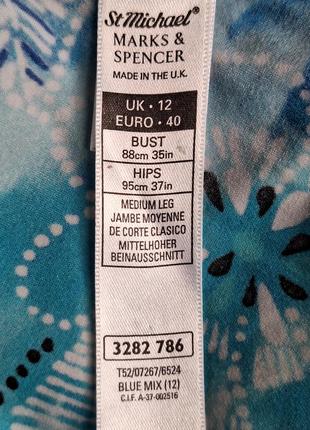 St Michael
MARKS &
SPENCER
MADE IN THE U.K.
UK · 12
EURO · 40
BUST
88cm 35in
HIPS
95cm 37in
MEDIUM LEG
JAMBE MOYENNE
DE CORTE CLASICO
MITTELHOHER
BEINAUSSCHNITT
3282 786
T52/07267/6524
BLUE MIX (12)
C.I.F. A-37-002516